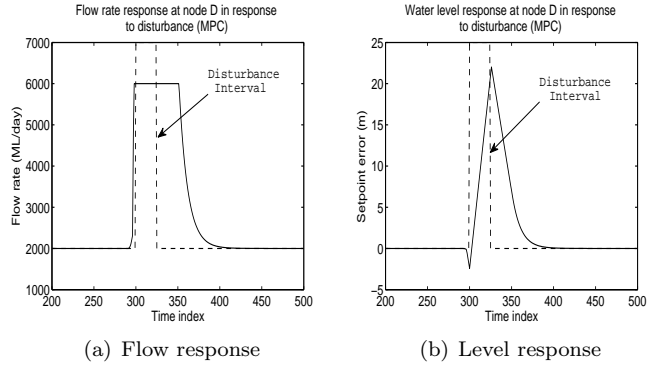 Flow rate response at node D in response
to disturbance (MPC)
7000
6000
5000
4000
3000
2000
1000
200
250
300
350
400
450
500
Flow rate (ML/day)
Time index
Disturbance
Interval
(a) Flow response
Water level response at node D in response
to disturbance (MPC)
25
20
15
10
5
0
−5
200
250
300
350
400
450
500
Setpoint error (m)
Time index
Disturbance
Interval
(b) Level response